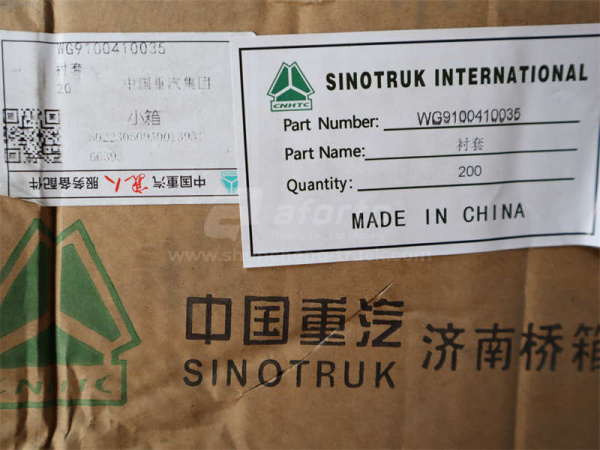 WG9100410035
衬套
20 中国重汽集团
小箱
中国重汽 服务备配件
CNHTC
SINOTRUK INTERNATIONAL
Part Number: WG9100410035
Part Name: 衬套
Quantity: 200
MADE IN CHINA
aforto
CNHTC
中国重汽 济南桥箱
SINOTRUK